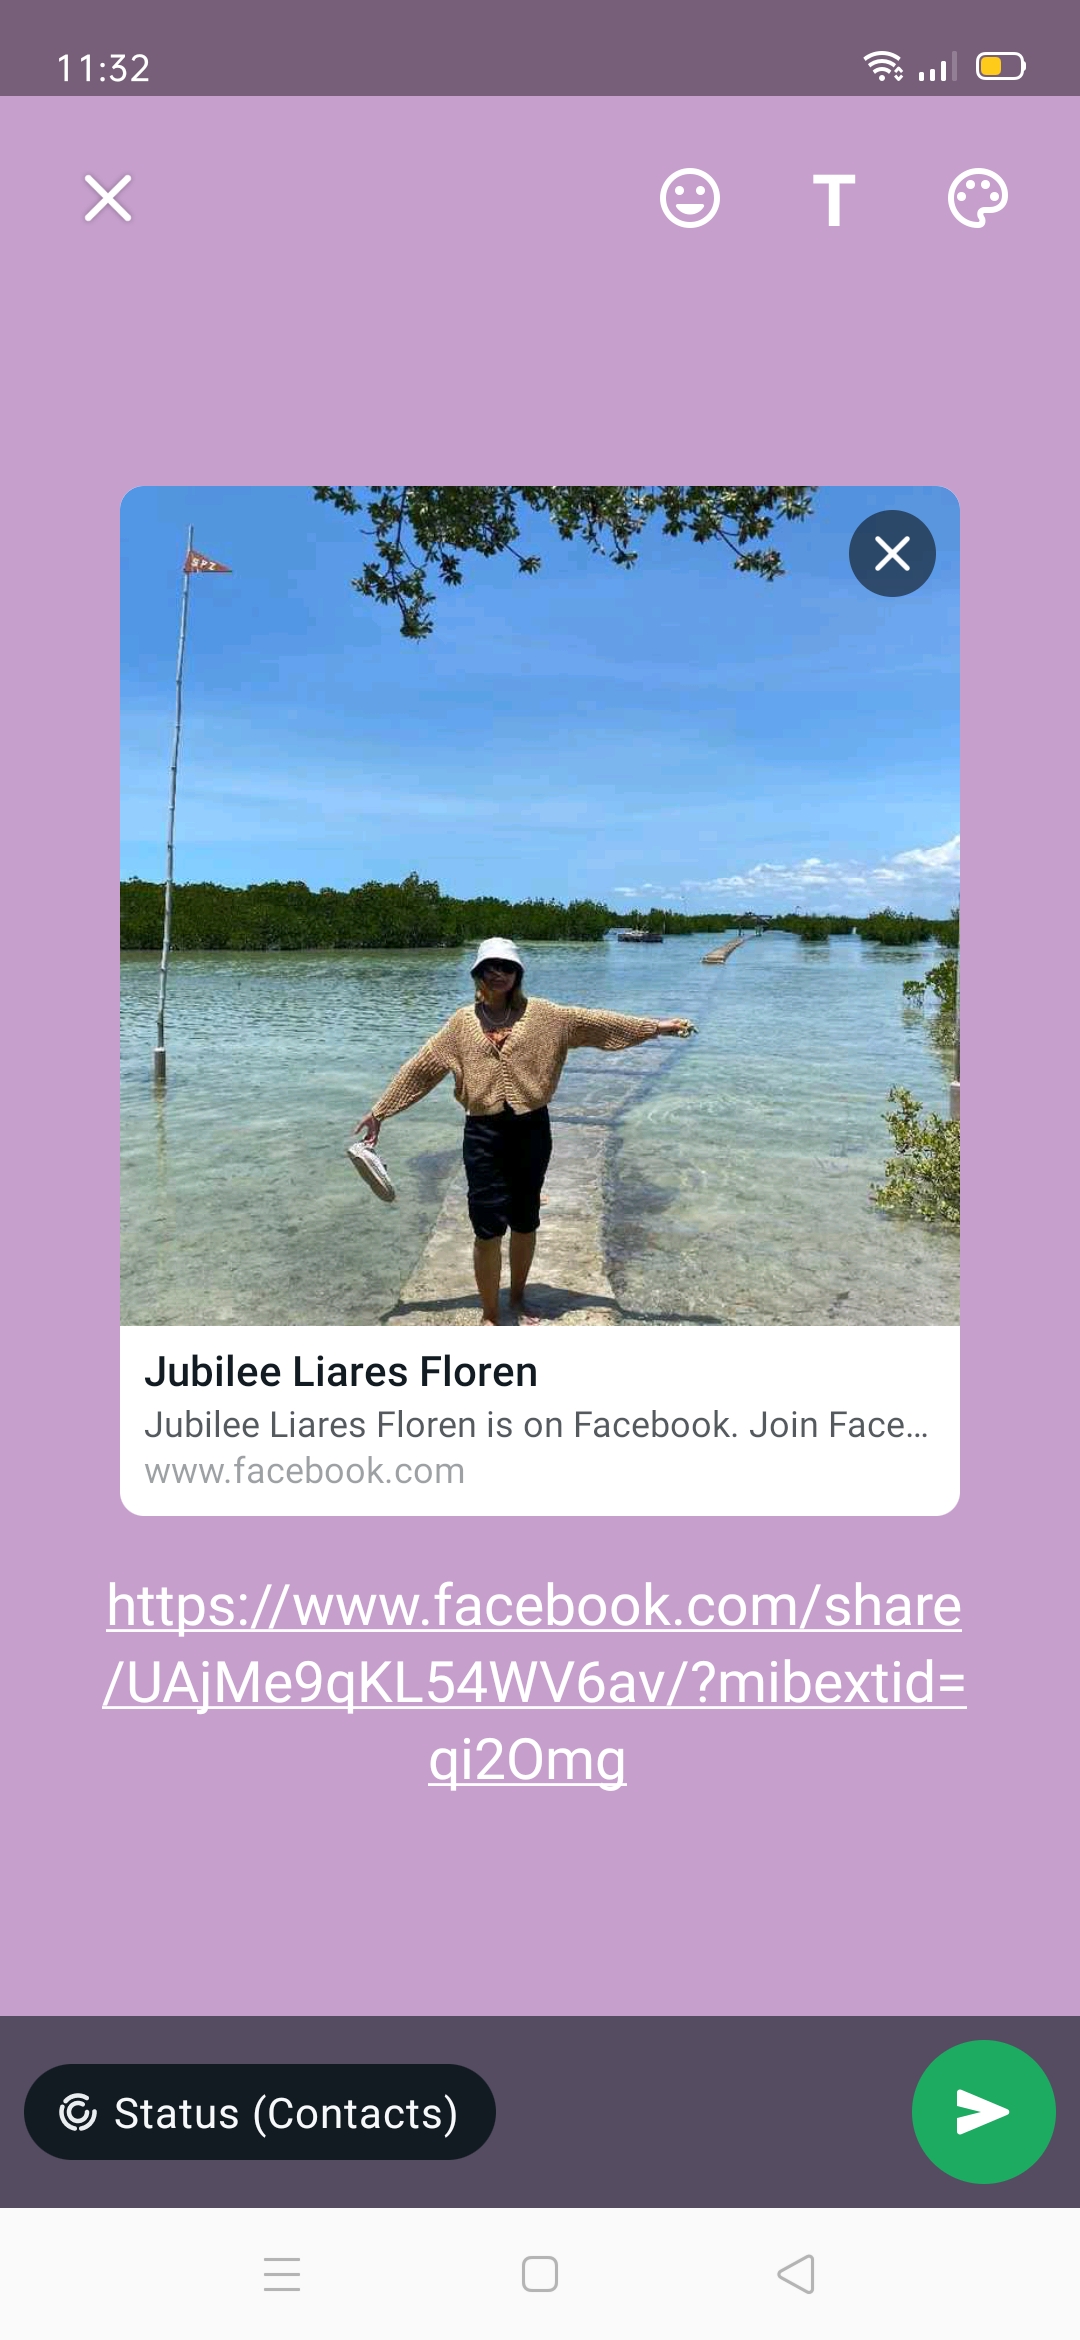 11:32
T
SPZ
Jubilee Liares Floren
Jubilee Liares Floren is on Facebook. Join Face...
www.facebook.com
https://www.facebook.com/share
/UAjMe9qKL54WV6av/?mibextid=
qi2Omg
Status (Contacts)